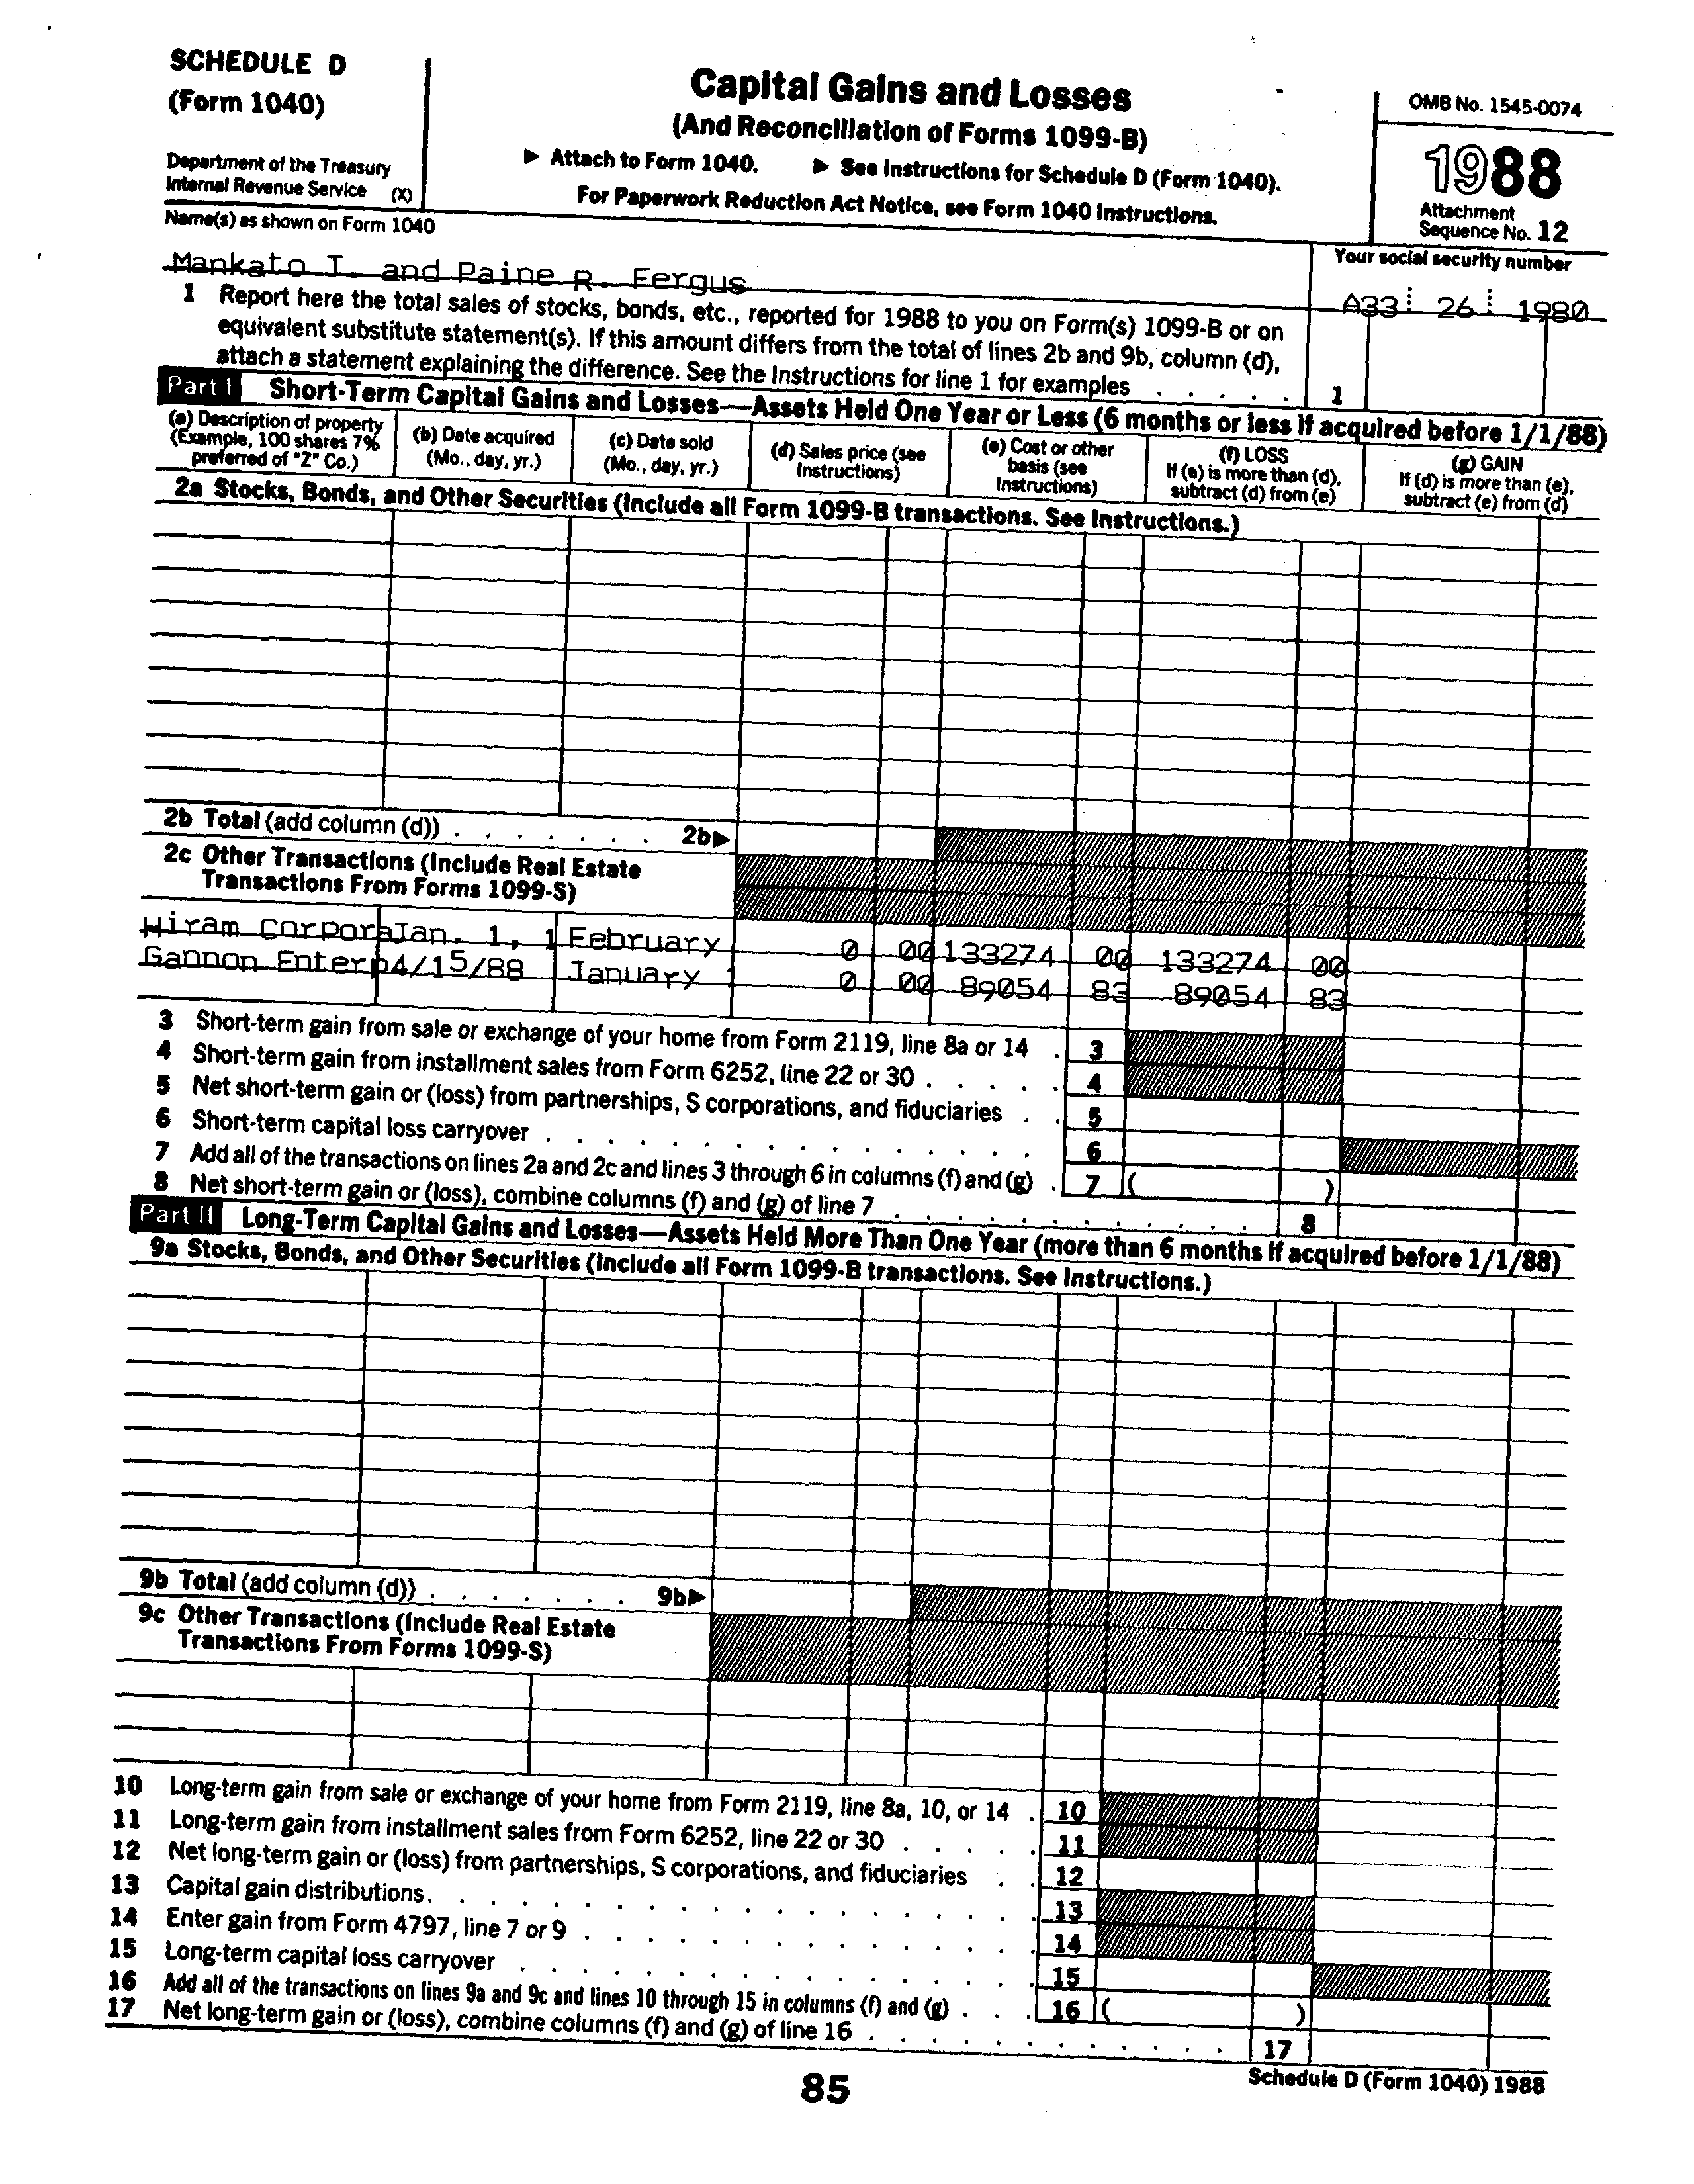 SCHEDULE D
(Form 1040)
Department of the Treasury
Internal Revenue Service (X)
Capital Gains and Losses
(And Reconciliation of Forms 1099-B)
▶ Attach to Form 1040. ▶ See Instructions for Schedule D (Form 1040).
For Paperwork Reduction Act Notice, see Form 1040 Instructions.
OMB No. 1545-0074
1988
Attachment
Sequence No. 12
Name(s) as shown on Form 1040
Your social security number
Mankato T. and Paine R. Fergus
A33 26 1980
1 Report here the total sales of stocks, bonds, etc., reported for 1988 to you on Form(s) 1099-B or on
equivalent substitute statement(s). If this amount differs from the total of lines 2b and 9b, column (d),
attach a statement explaining the difference. See the Instructions for line 1 for examples . . . . . 1
Part I Short-Term Capital Gains and Losses—Assets Held One Year or Less (6 months or less if acquired before 1/1/88)
(a) Description of property
(Example, 100 shares 7%
preferred of "Z" Co.)
(b) Date acquired
(Mo., day, yr.)
(c) Date sold
(Mo., day, yr.)
(d) Sales price (see
Instructions)
(e) Cost or other
basis (see
Instructions)
(f) LOSS
If (e) is more than (d),
subtract (d) from (e)
(g) GAIN
If (d) is more than (e),
subtract (e) from (d)
2a Stocks, Bonds, and Other Securities (Include all Form 1099-B transactions. See Instructions.)
2b Total (add column (d)) . . . . . . . 2b▶
2c Other Transactions (Include Real Estate
Transactions From Forms 1099-S)
Hiram Corpora Jan. 1, 1 February 0 00 133274 00 133274 00
Gannon Enterp 4/15/88 January 0 00 89054 83 89054 83
3 Short-term gain from sale or exchange of your home from Form 2119, line 8a or 14 . 3
4 Short-term gain from installment sales from Form 6252, line 22 or 30 . . . . . 4
5 Net short-term gain or (loss) from partnerships, S corporations, and fiduciaries . . 5
6 Short-term capital loss carryover . . . . . . . . . . . . . 6
7 Add all of the transactions on lines 2a and 2c and lines 3 through 6 in columns (f) and (g) . 7 ( )
8 Net short-term gain or (loss), combine columns (f) and (g) of line 7 . . . . . . . . . . . . 8
Part II Long-Term Capital Gains and Losses—Assets Held More Than One Year (more than 6 months if acquired before 1/1/88)
9a Stocks, Bonds, and Other Securities (Include all Form 1099-B transactions. See Instructions.)
9b Total (add column (d)) . . . . . . . 9b▶
9c Other Transactions (Include Real Estate
Transactions From Forms 1099-S)
10 Long-term gain from sale or exchange of your home from Form 2119, line 8a, 10, or 14 . 10
11 Long-term gain from installment sales from Form 6252, line 22 or 30 . . . . . 11
12 Net long-term gain or (loss) from partnerships, S corporations, and fiduciaries . . 12
13 Capital gain distributions. . . . . . . . . . . . . . . . 13
14 Enter gain from Form 4797, line 7 or 9 . . . . . . . . . . . . 14
15 Long-term capital loss carryover . . . . . . . . . . . . . . 15
16 Add all of the transactions on lines 9a and 9c and lines 10 through 15 in columns (f) and (g) . . . 16 ( )
17 Net long-term gain or (loss), combine columns (f) and (g) of line 16 . . . . . . . . . . . . 17
Schedule D (Form 1040) 1988
85